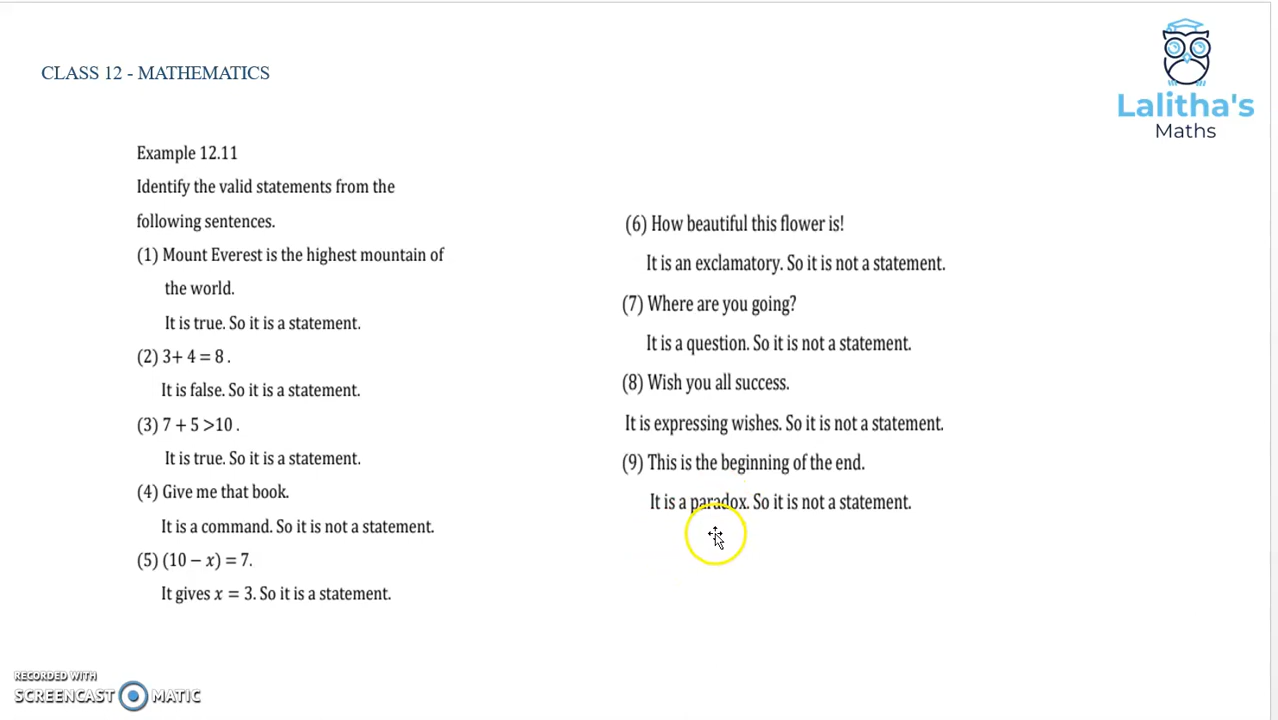 CLASS 12 - MATHEMATICS
Lalitha's
Maths
Example 12.11
Identify the valid statements from the
following sentences.
(1) Mount Everest is the highest mountain of
the world.
It is true. So it is a statement.
(2) 3+ 4 = 8 .
It is false. So it is a statement.
(3) 7 + 5 >10 .
It is true. So it is a statement.
(4) Give me that book.
It is a command. So it is not a statement.
(5) (10 − x) = 7.
It gives x = 3. So it is a statement.
(6) How beautiful this flower is!
It is an exclamatory. So it is not a statement.
(7) Where are you going?
It is a question. So it is not a statement.
(8) Wish you all success.
It is expressing wishes. So it is not a statement.
(9) This is the beginning of the end.
It is a paradox. So it is not a statement.
RECORDED WITH
SCREENCAST MATIC